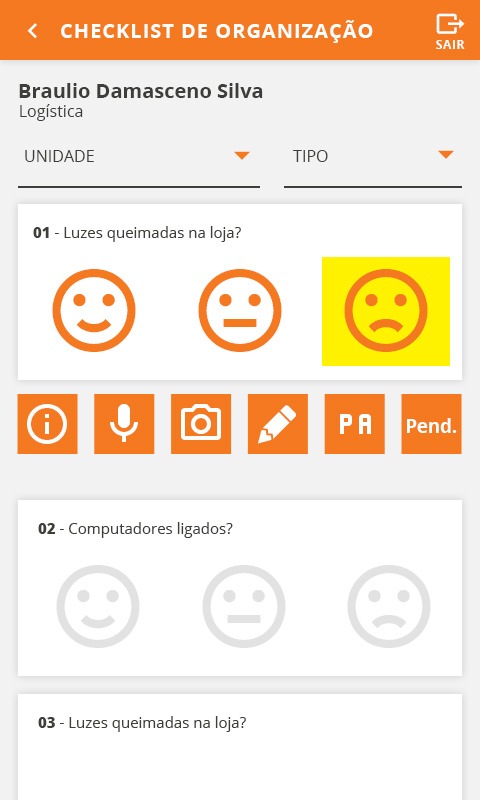 CHECKLIST DE ORGANIZAÇÃO
SAIR
Braulio Damasceno Silva
Logística
UNIDADE
TIPO
01 - Luzes queimadas na loja?
PA
Pend.
02 - Computadores ligados?
03 - Luzes queimadas na loja?